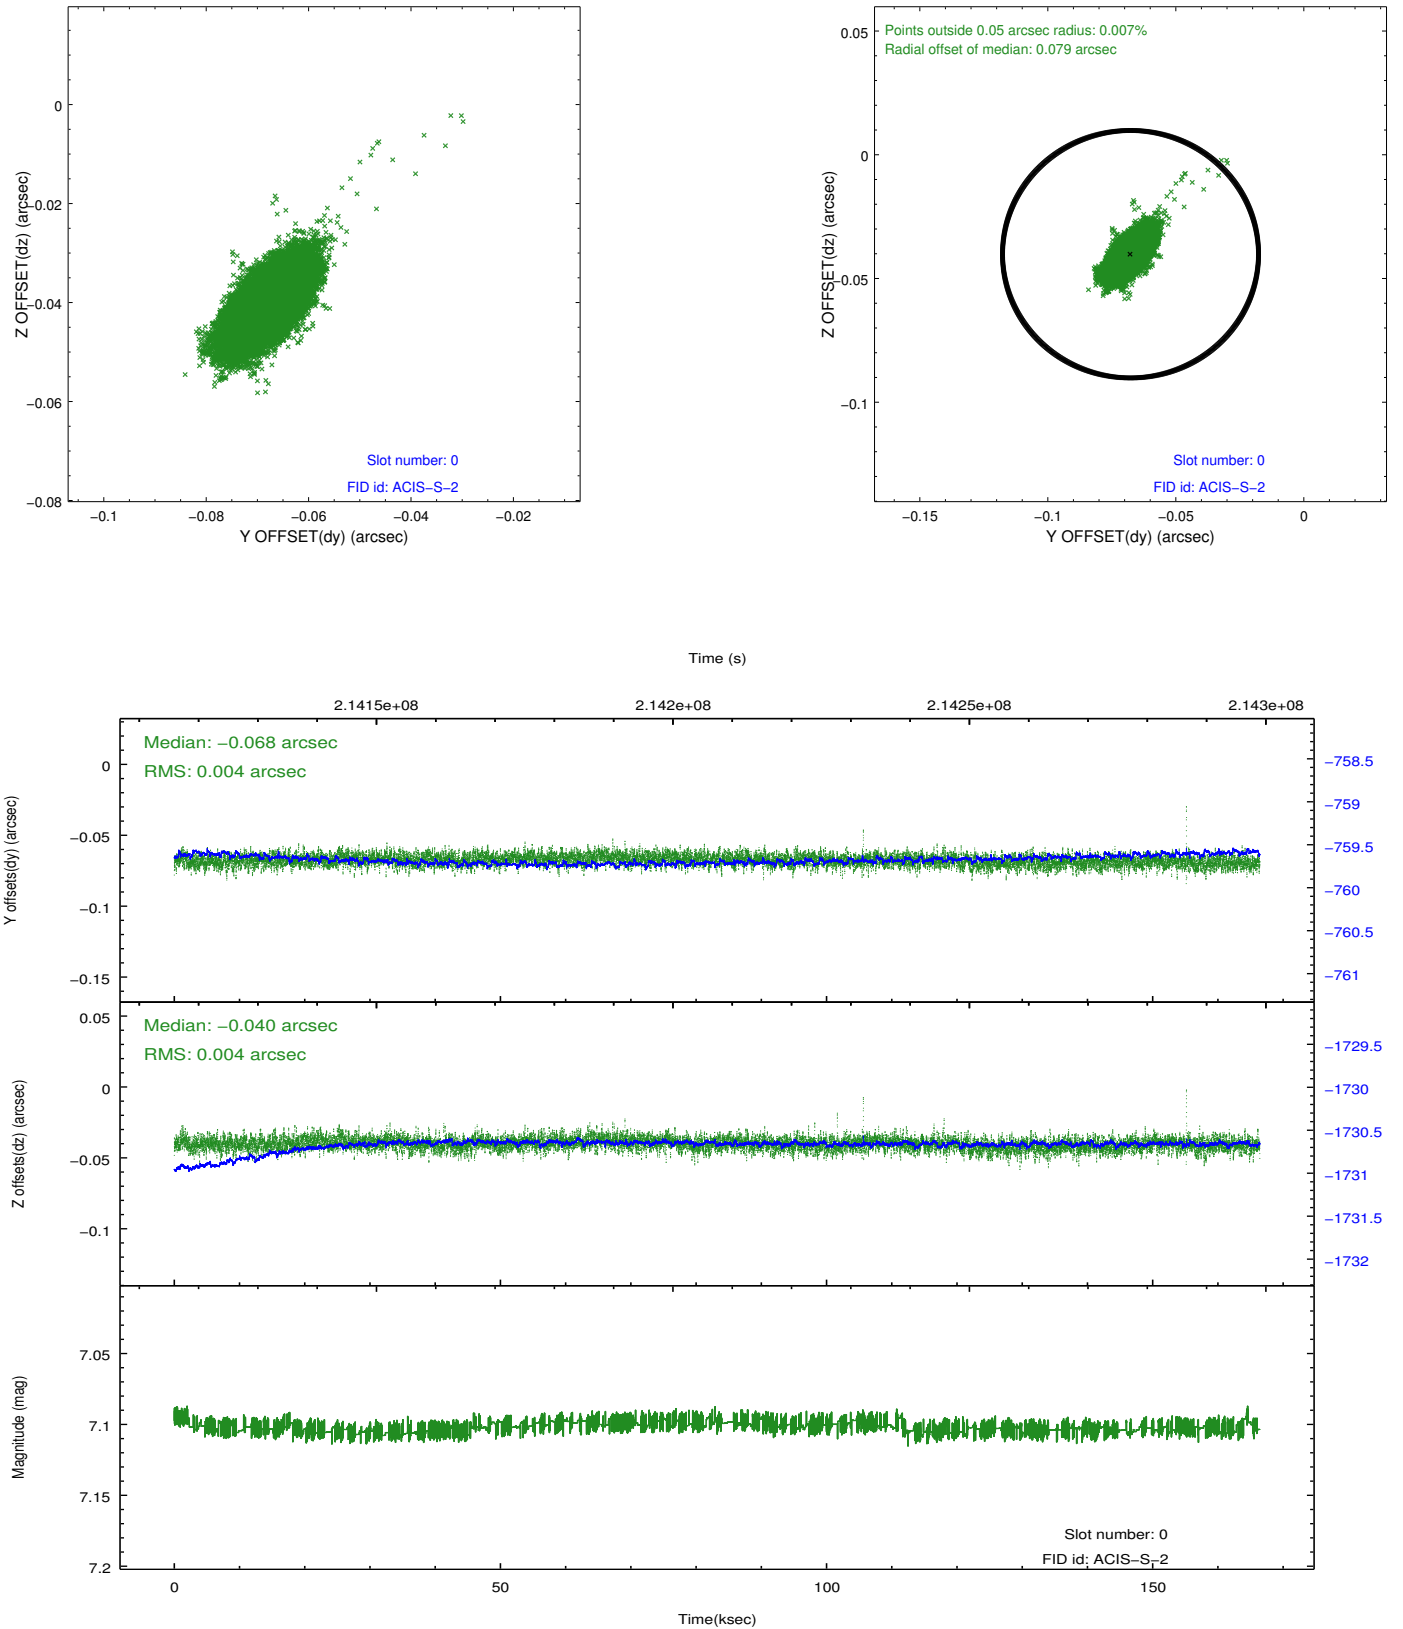 0
−0.02
−0.04
−0.06
−0.08
Z OFFSET(dz) (arcsec)
Slot number: 0
FID id: ACIS−S−2
−0.1
−0.08
−0.06
−0.04
−0.02
Y OFFSET(dy) (arcsec)
Points outside 0.05 arcsec radius: 0.007%
Radial offset of median: 0.079 arcsec
0.05
0
−0.05
−0.1
Z OFFSET(dz) (arcsec)
Slot number: 0
FID id: ACIS−S−2
−0.15
−0.1
−0.05
0
Y OFFSET(dy) (arcsec)
Time (s)
2.1415e+08
2.142e+08
2.1425e+08
2.143e+08
Median: −0.068 arcsec
RMS: 0.004 arcsec
0
−0.05
−0.1
−0.15
Y offsets(dy) (arcsec)
−758.5
−759
−759.5
−760
−760.5
−761
Median: −0.040 arcsec
RMS: 0.004 arcsec
0.05
0
−0.05
−0.1
Z offsets(dz) (arcsec)
−1729.5
−1730
−1730.5
−1731
−1731.5
−1732
7.05
7.1
7.15
7.2
Magnitude (mag)
Slot number: 0
FID id: ACIS−S−2
0
50
100
150
Time(ksec)